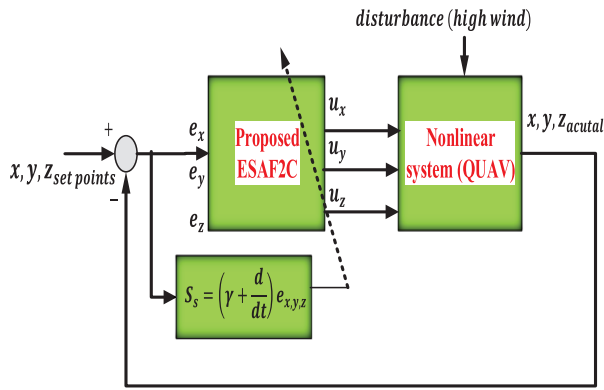 disturbance (high wind)
x, y, z_acutal
+
e_x
e_y
e_z
Proposed
ESAF2C
u_x
u_y
u_z
Nonlinear
system (QUAV)
x, y, z_set points
−
S_s = (γ + d/dt) e_x,y,z